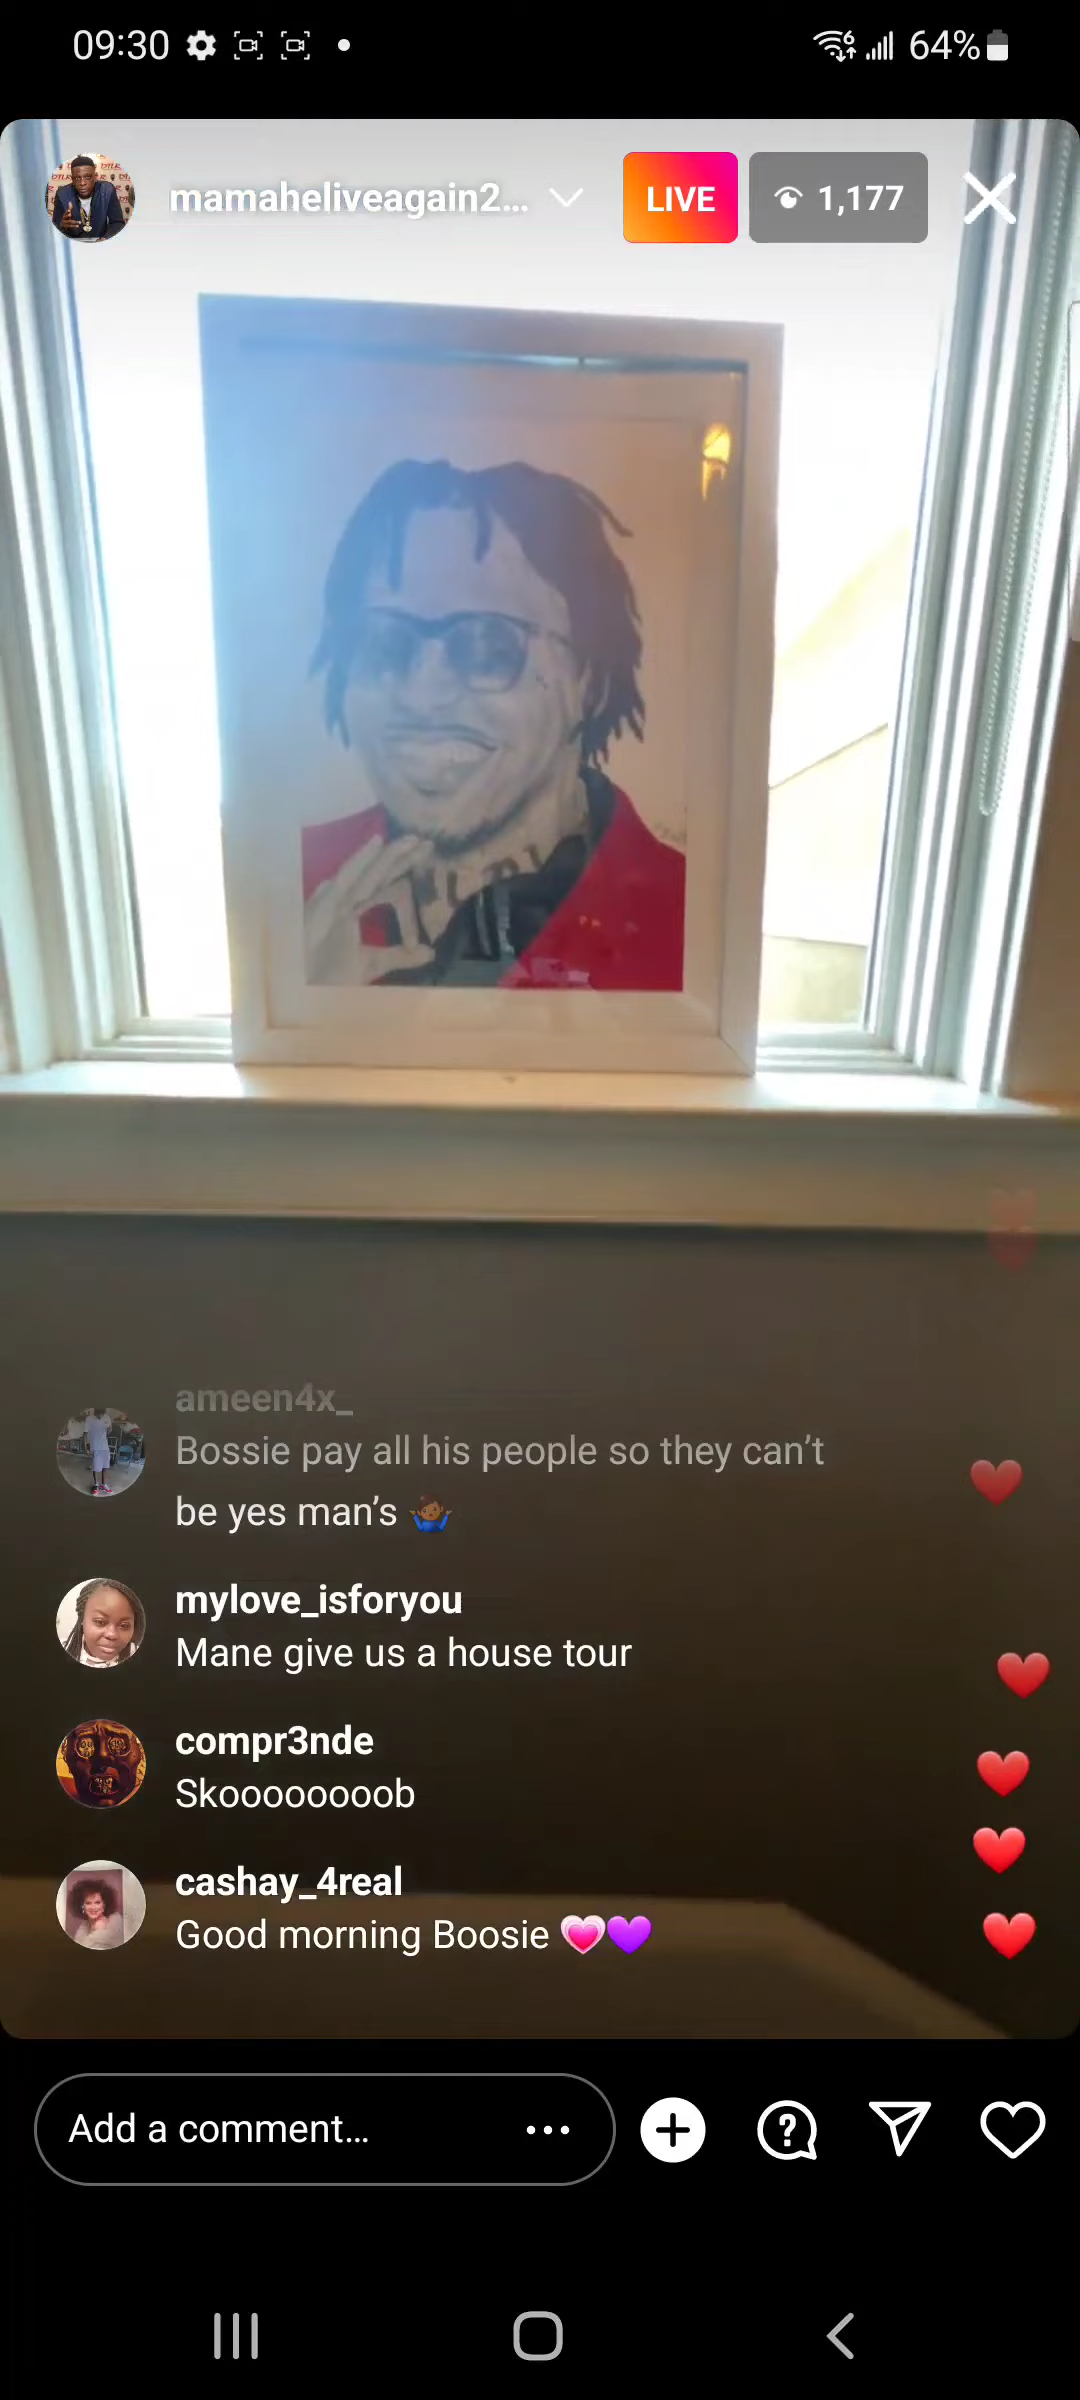 09:30
64%
mamaheliveagain2...
LIVE
1,177
ameen4x_
Bossie pay all his people so they can't
be yes man's 🤷🏾‍♂️
mylove_isforyou
Mane give us a house tour
compr3nde
Skoooooooob
cashay_4real
Good morning Boosie 💗💜
Add a comment...